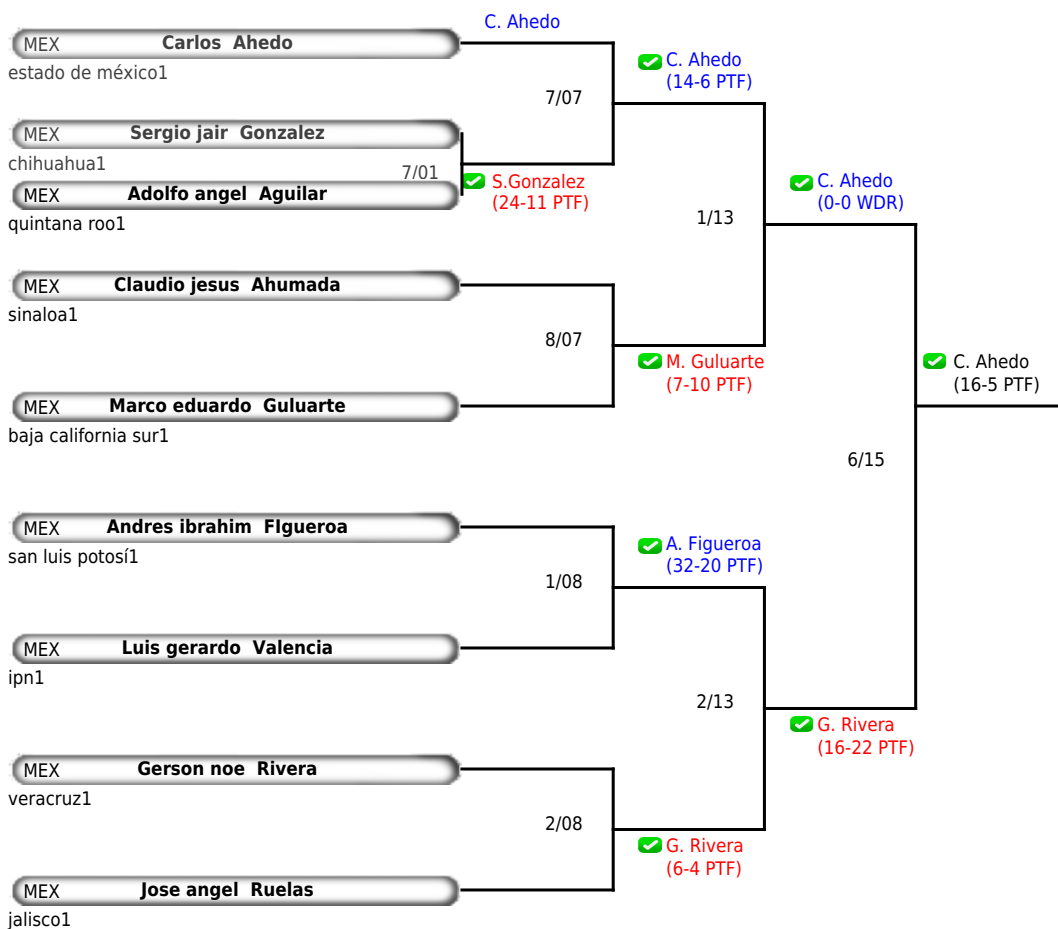 C. Ahedo
MEX Carlos Ahedo
estado de méxico1
C. Ahedo
(14-6 PTF)
7/07
MEX Sergio jair Gonzalez
chihuahua1
7/01
S.Gonzalez
(24-11 PTF)
MEX Adolfo angel Aguilar
quintana roo1
C. Ahedo
(0-0 WDR)
1/13
MEX Claudio jesus Ahumada
sinaloa1
8/07
M. Guluarte
(7-10 PTF)
C. Ahedo
(16-5 PTF)
MEX Marco eduardo Guluarte
baja california sur1
6/15
MEX Andres ibrahim FIgueroa
san luis potosí1
A. Figueroa
(32-20 PTF)
1/08
MEX Luis gerardo Valencia
ipn1
2/13
G. Rivera
(16-22 PTF)
MEX Gerson noe Rivera
veracruz1
2/08
G. Rivera
(6-4 PTF)
MEX Jose angel Ruelas
jalisco1